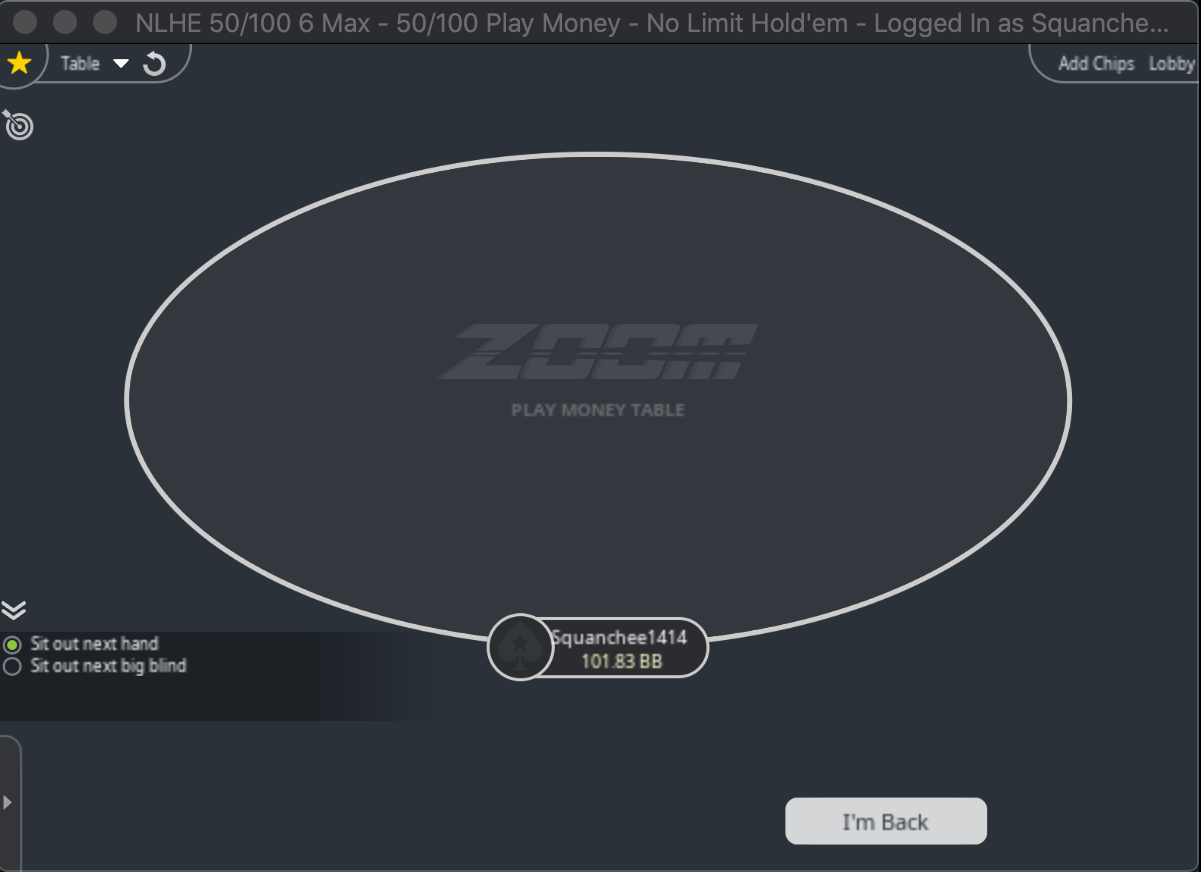 NLHE 50/100 6 Max - 50/100 Play Money - No Limit Hold'em - Logged In as Squanche...
Table
Add Chips Lobby
ZOOM
PLAY MONEY TABLE
Sit out next hand
Sit out next big blind
Squanchee1414
101.83 BB
I'm Back